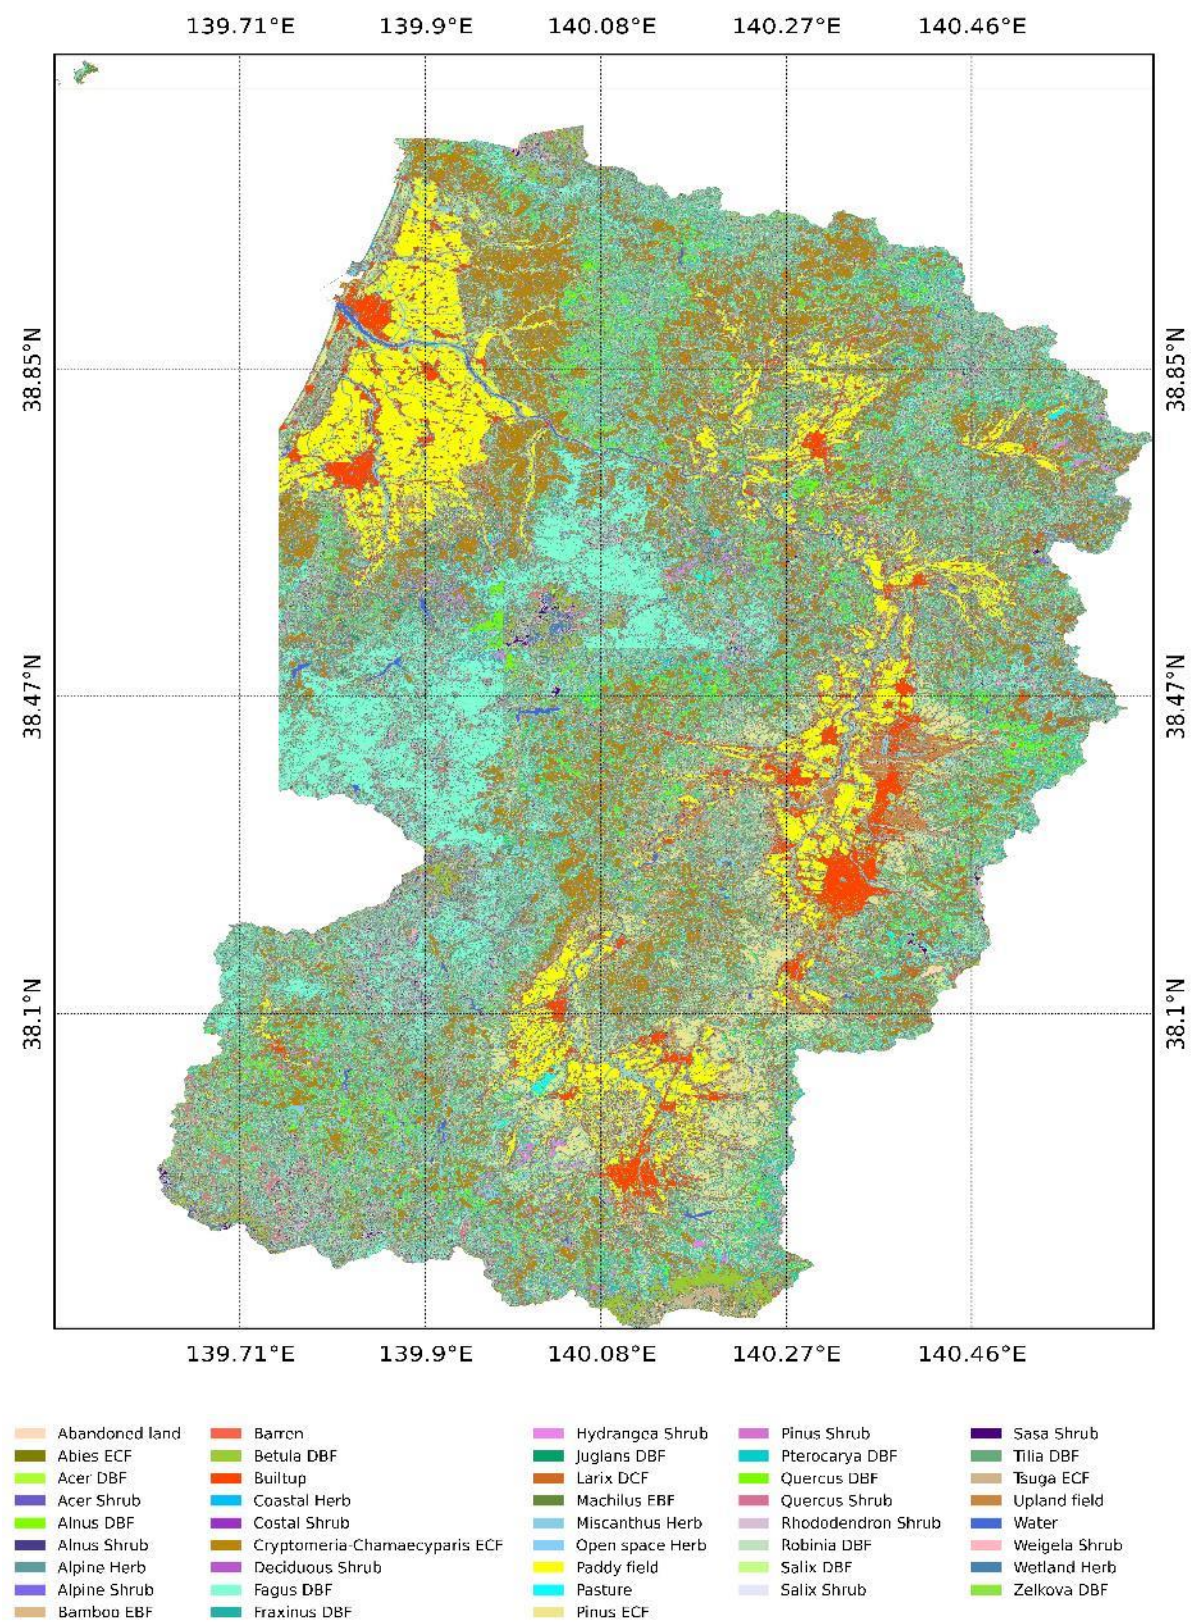 139.71°E 139.9°E 140.08°E 140.27°E 140.46°E
38.85°N 38.85°N
38.47°N 38.47°N
38.1°N 38.1°N
139.71°E 139.9°E 140.08°E 140.27°E 140.46°E
Abandoned land
Abies ECF
Acer DBF
Acer Shrub
Alnus DBF
Alnus Shrub
Alpine Herb
Alpine Shrub
Bamboo EBF
Barren
Betula DBF
Builtup
Coastal Herb
Costal Shrub
Cryptomeria-Chamaecyparis ECF
Deciduous Shrub
Fagus DBF
Fraxinus DBF
Hydrangea Shrub
Juglans DBF
Larix DCF
Machilus EBF
Miscanthus Herb
Open space Herb
Paddy field
Pasture
Pinus ECF
Pinus Shrub
Pterocarya DBF
Quercus DBF
Quercus Shrub
Rhododendron Shrub
Robinia DBF
Salix DBF
Salix Shrub
Sasa Shrub
Tilia DBF
Tsuga ECF
Upland field
Water
Weigela Shrub
Wetland Herb
Zelkova DBF